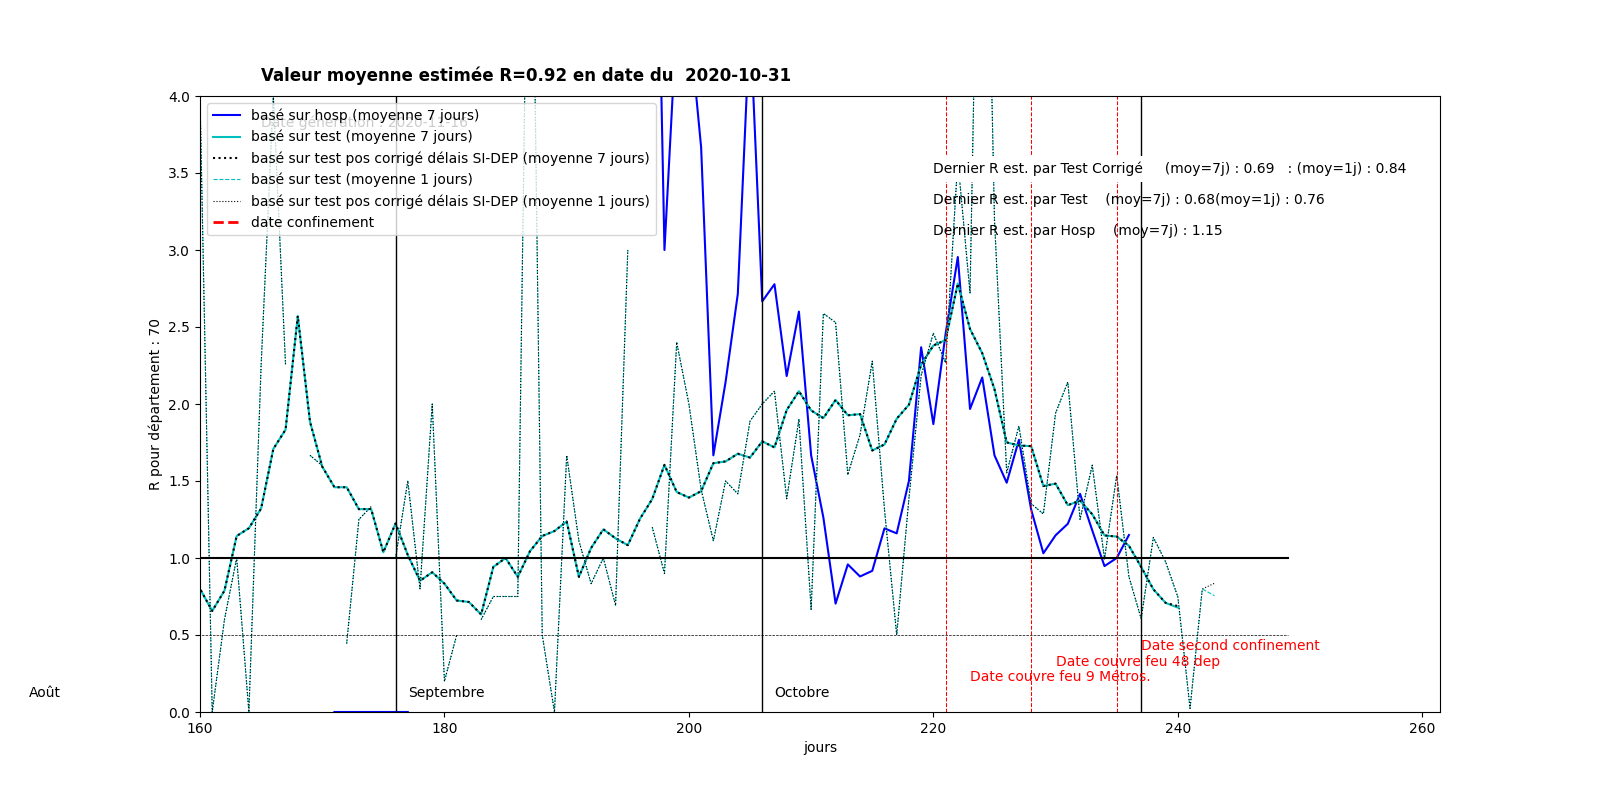 Valeur moyenne estimée R=0.92 en date du  2020-10-31
4.0
3.5
3.0
2.5
2.0
1.5
1.0
0.5
0.0
R pour département : 70
basé sur hosp (moyenne 7 jours)
basé sur test (moyenne 7 jours)
basé sur test pos corrigé délais SI-DEP (moyenne 7 jours)
basé sur test (moyenne 1 jours)
basé sur test pos corrigé délais SI-DEP (moyenne 1 jours)
date confinement
Dernier R est. par Test Corrigé     (moy=7j) : 0.69   : (moy=1j) : 0.84
Dernier R est. par Test    (moy=7j) : 0.68(moy=1j) : 0.76
Dernier R est. par Hosp    (moy=7j) : 1.15
Date second confinement
Date couvre feu 48 dep
Date couvre feu 9 Métros.
Août
Septembre
Octobre
160
180
200
220
240
260
jours